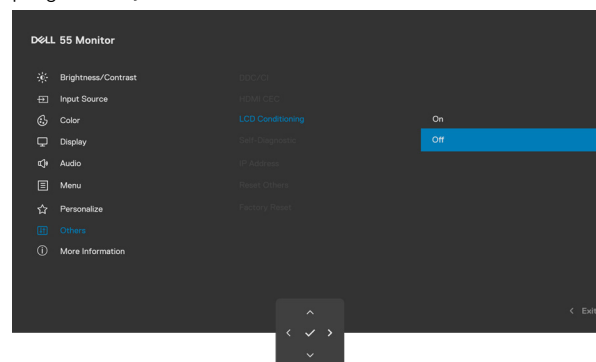 DELL 55 Monitor
Brightness/Contrast
Input Source
Color
Display
Audio
Menu
Personalize
Others
More Information
DDC/CI
HDMI CEC
LCD Conditioning
Self-Diagnostic
IP Address
Reset Others
Factory Reset
On
Off
Exit